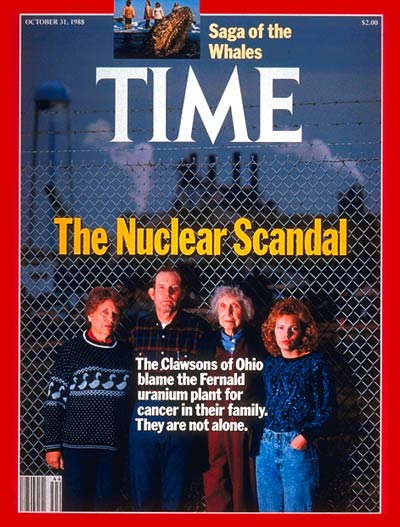 OCTOBER 31, 1988
$2.00
Saga of the
Whales
TIME
The Nuclear Scandal
The Clawsons of Ohio
blame the Fernald
uranium plant for
cancer in their family.
They are not alone.
44